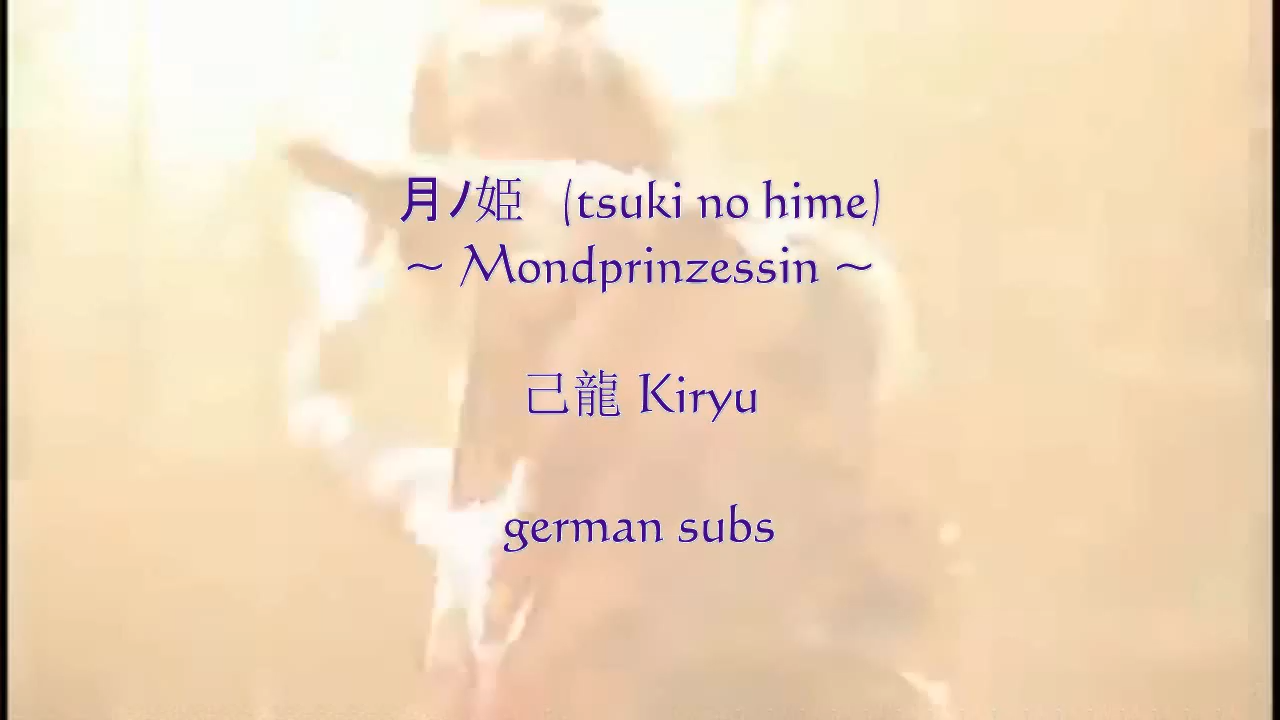 月ノ姫 (tsuki no hime)
~ Mondprinzessin ~
己龍 Kiryu
german subs